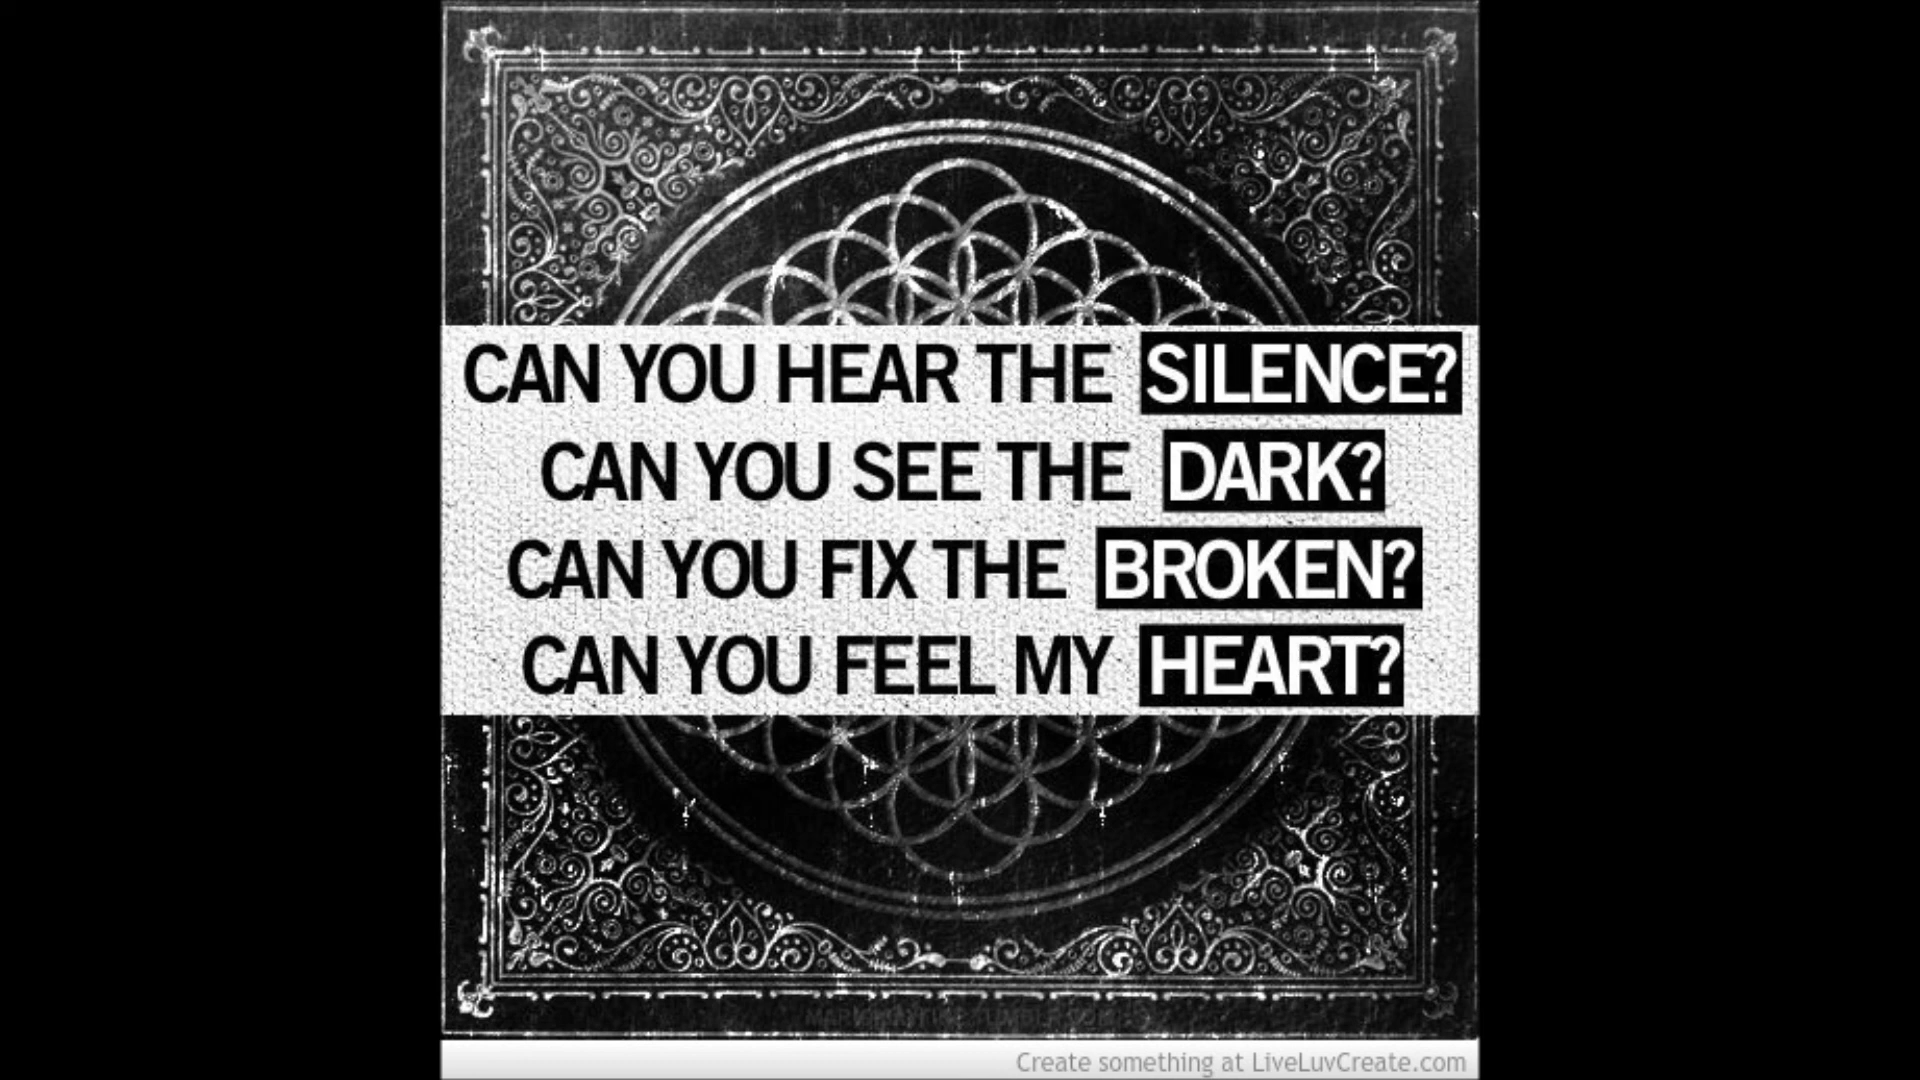 CAN YOU HEAR THE SILENCE?
CAN YOU SEE THE DARK?
CAN YOU FIX THE BROKEN?
CAN YOU FEEL MY HEART?
Create something at LiveLuvCreate.com